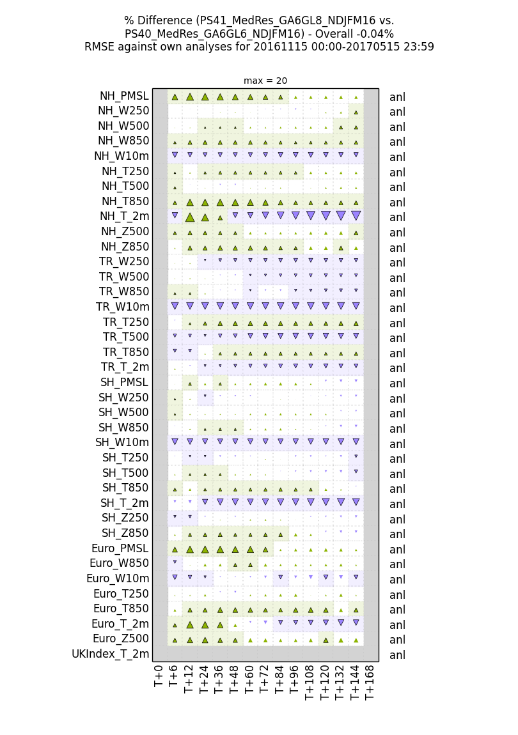 % Difference (PS41_MedRes_GA6GL8_NDJFM16 vs.
PS40_MedRes_GA6GL6_NDJFM16) - Overall -0.04%
RMSE against own analyses for 20161115 00:00-20170515 23:59
max = 20
NH_PMSL anl
NH_W250 anl
NH_W500 anl
NH_W850 anl
NH_W10m anl
NH_T250 anl
NH_T500 anl
NH_T850 anl
NH_T_2m anl
NH_Z500 anl
NH_Z850 anl
TR_W250 anl
TR_W500 anl
TR_W850 anl
TR_W10m anl
TR_T250 anl
TR_T500 anl
TR_T850 anl
TR_T_2m anl
SH_PMSL anl
SH_W250 anl
SH_W500 anl
SH_W850 anl
SH_W10m anl
SH_T250 anl
SH_T500 anl
SH_T850 anl
SH_T_2m anl
SH_Z250 anl
SH_Z850 anl
Euro_PMSL anl
Euro_W850 anl
Euro_W10m anl
Euro_T250 anl
Euro_T850 anl
Euro_T_2m anl
Euro_Z500 anl
UKIndex_T_2m anl
T+0 T+6 T+12 T+24 T+36 T+48 T+60 T+72 T+84 T+96 T+108 T+120 T+132 T+144 T+168